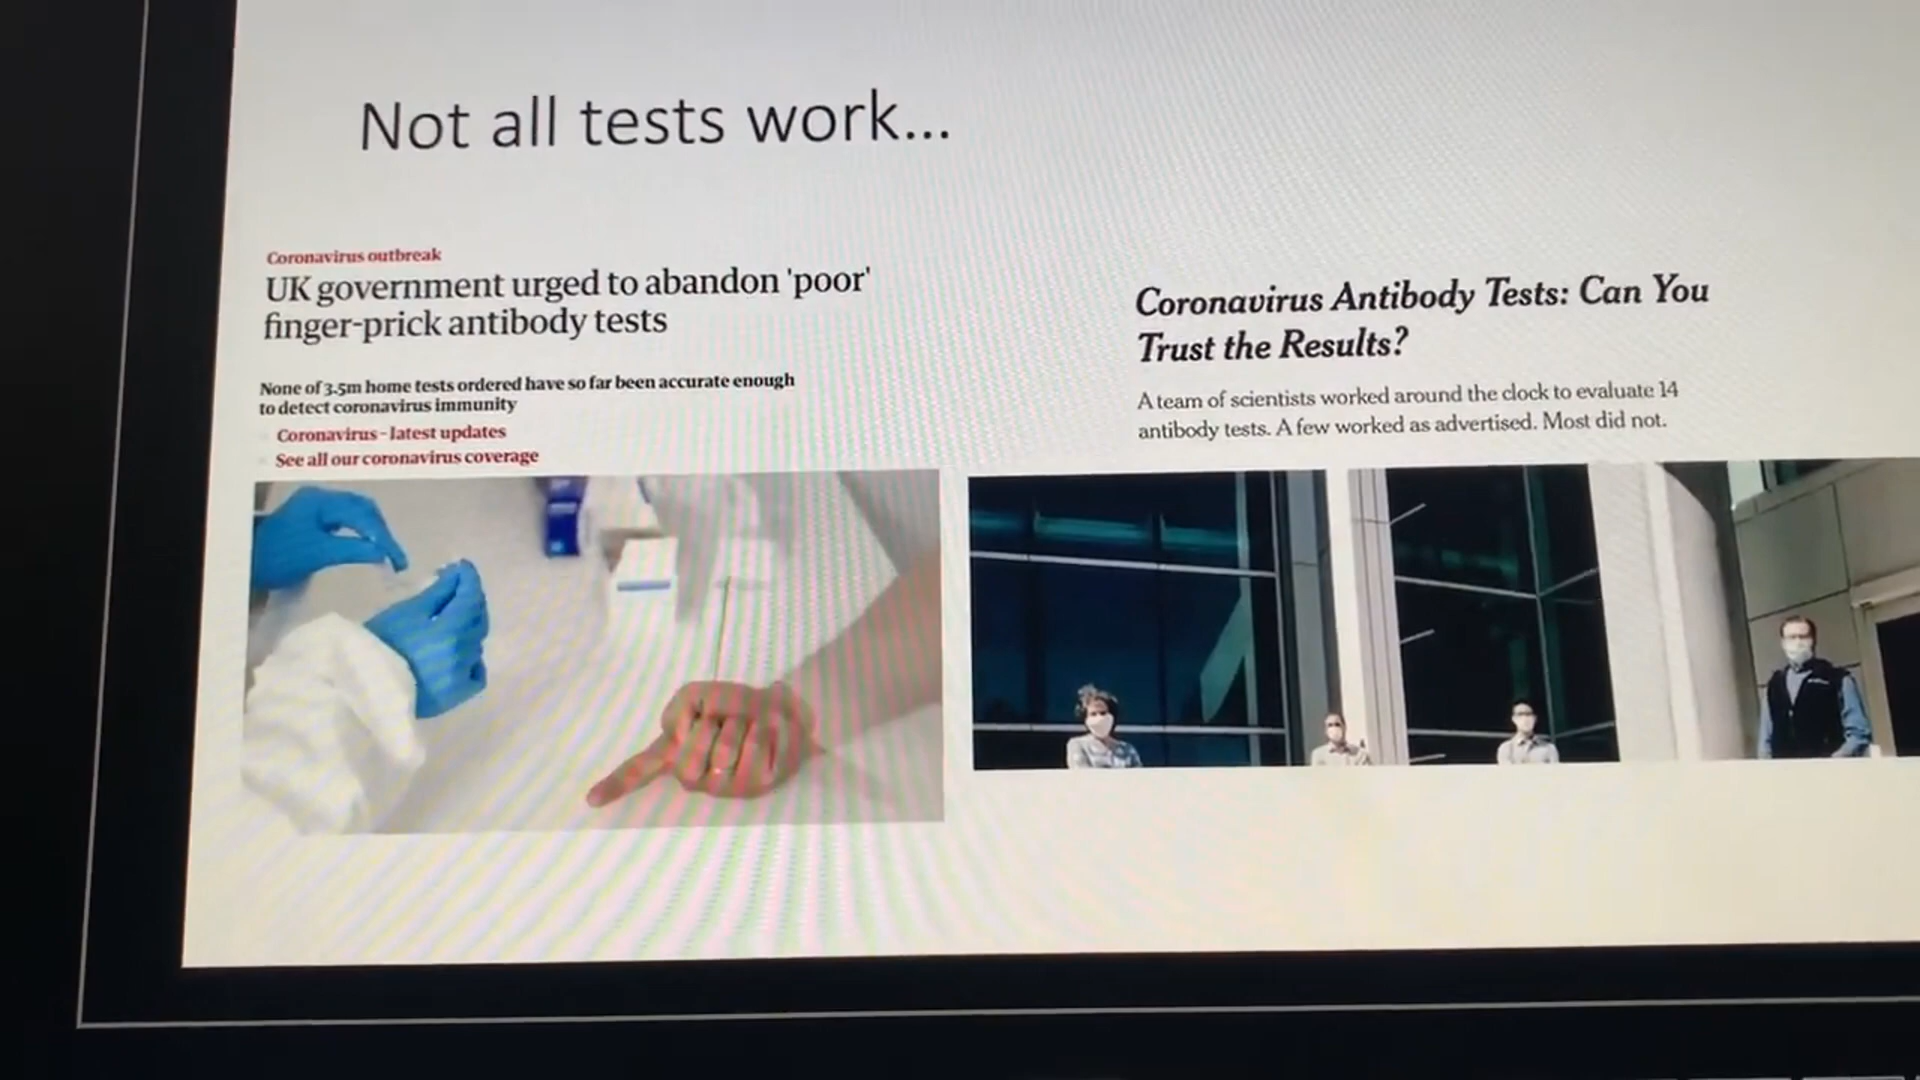 Not all tests work...
Coronavirus outbreak
UK government urged to abandon 'poor'
finger-prick antibody tests
None of 3.5m home tests ordered have so far been accurate enough
to detect coronavirus immunity
Coronavirus - latest updates
See all our coronavirus coverage
Coronavirus Antibody Tests: Can You
Trust the Results?
A team of scientists worked around the clock to evaluate 14
antibody tests. A few worked as advertised. Most did not.